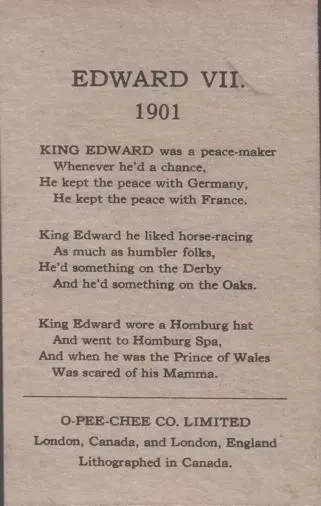 EDWARD VII.
1901
KING EDWARD was a peace-maker
Whenever he'd a chance,
He kept the peace with Germany,
He kept the peace with France.
King Edward he liked horse-racing
As much as humbler folks,
He'd something on the Derby
And he'd something on the Oaks.
King Edward wore a Homburg hat
And went to Homburg Spa,
And when he was the Prince of Wales
Was scared of his Mamma.
O-PEE-CHEE CO. LIMITED
London, Canada, and London, England
Lithographed in Canada.